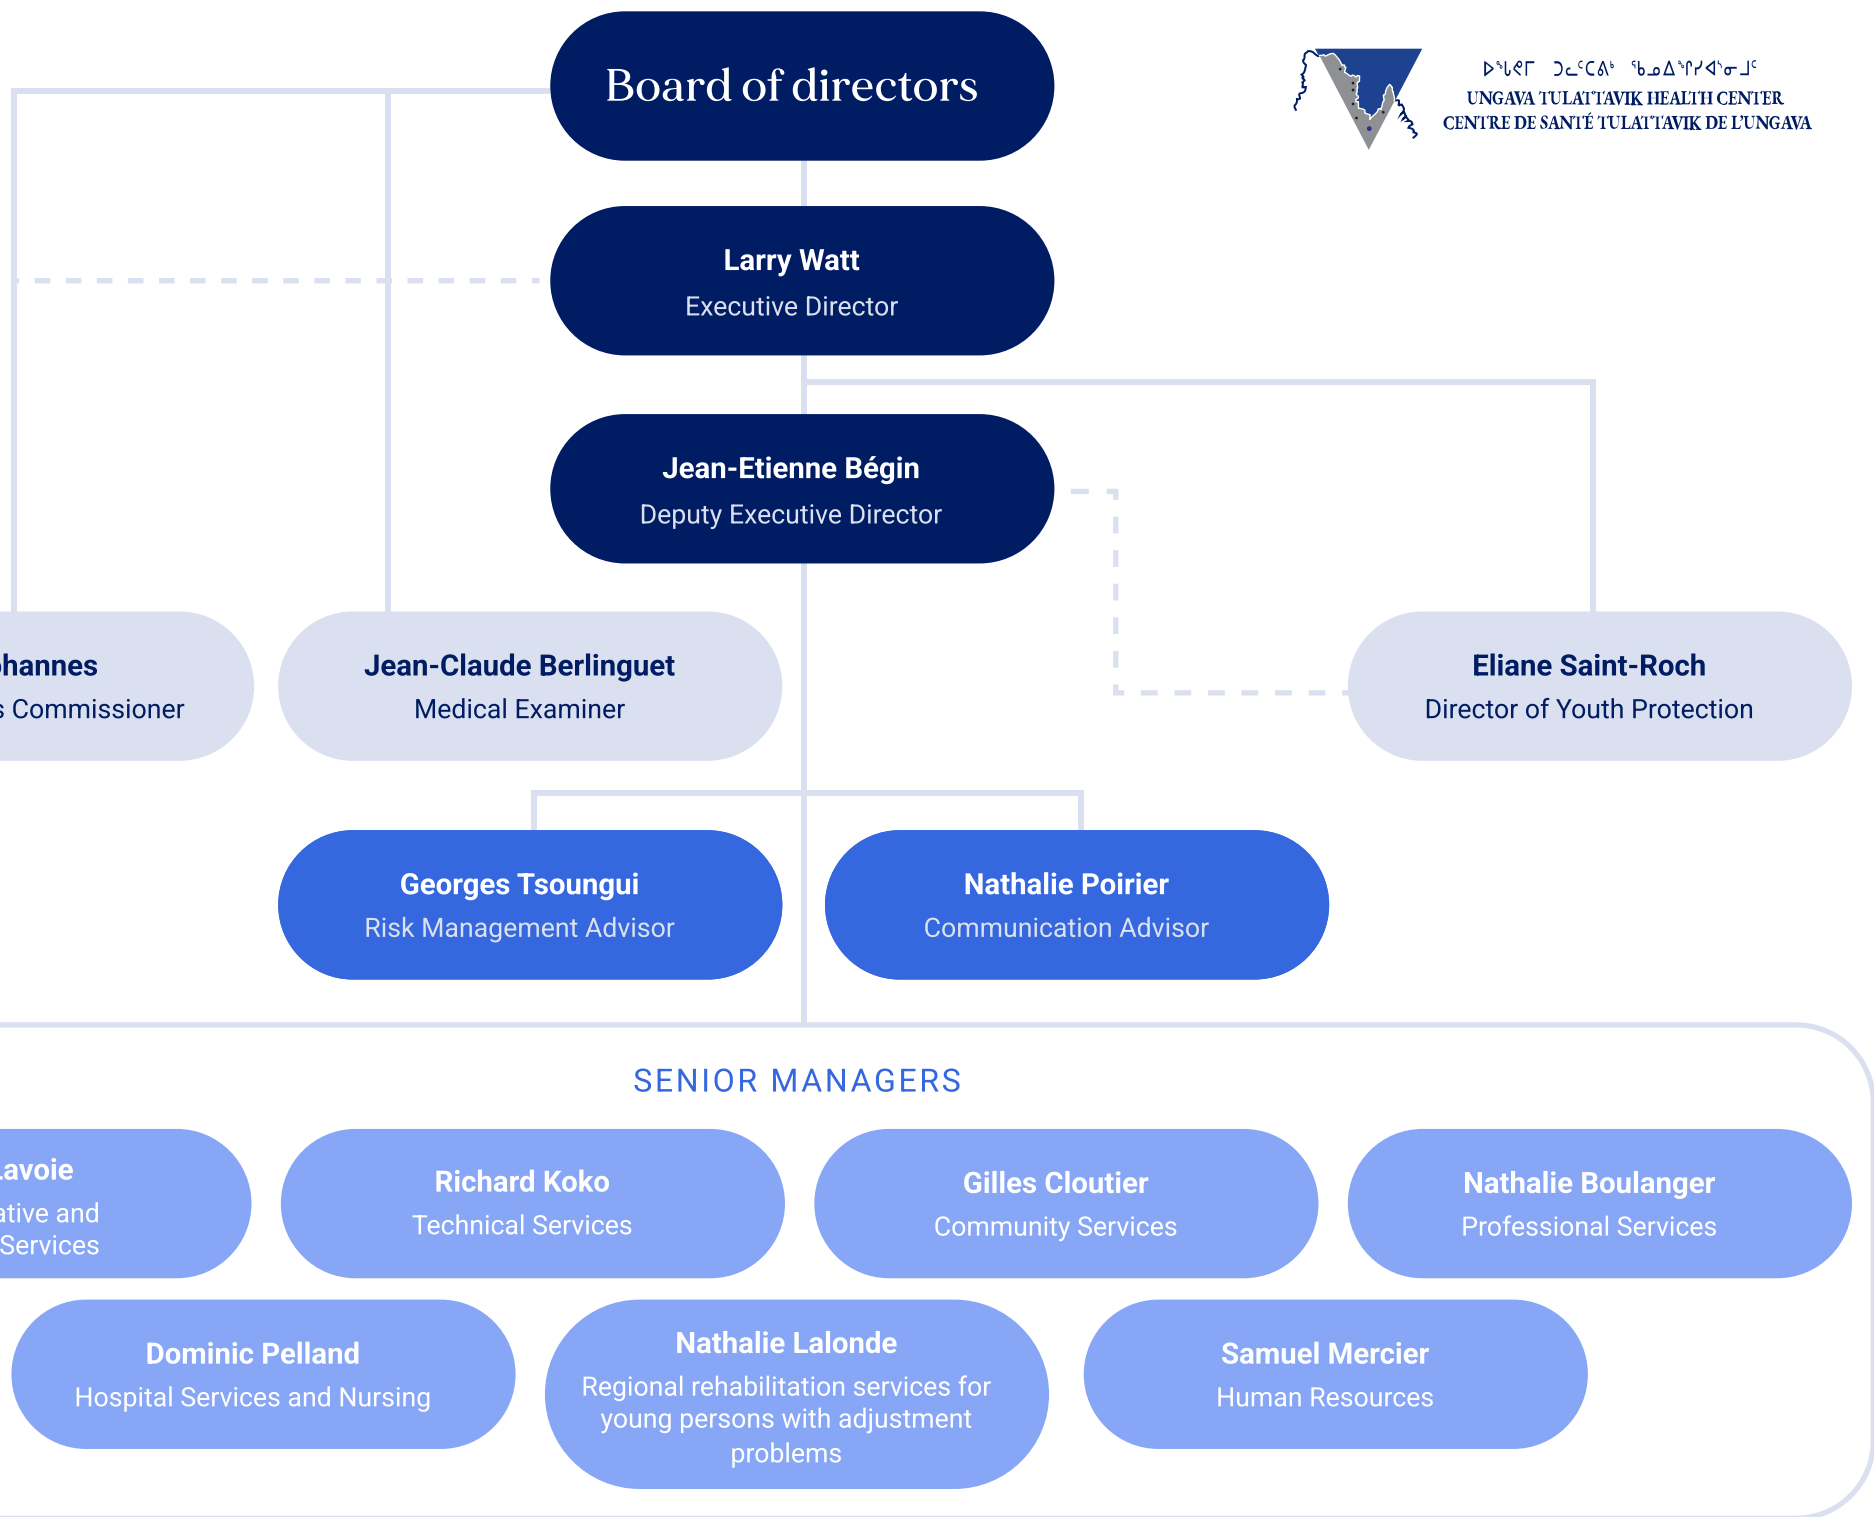 Board of directors
ᐅᖓᕙᒥ ᑐᓚᑦᑕᕕᒃ ᖃᓄᐃᖕᒋᓯᐊᕐᓂᒧᑦ
UNGAVA TULATTAVIK HEALTH CENTER
CENTRE DE SANTÉ TULATTAVIK DE L'UNGAVA
Larry Watt
Executive Director
Jean-Etienne Bégin
Deputy Executive Director
Commissioner
Jean-Claude Berlinguet
Medical Examiner
Eliane Saint-Roch
Director of Youth Protection
Georges Tsoungui
Risk Management Advisor
Nathalie Poirier
Communication Advisor
SENIOR MANAGERS
and
Services
Richard Koko
Technical Services
Gilles Cloutier
Community Services
Nathalie Boulanger
Professional Services
Dominic Pelland
Hospital Services and Nursing
Nathalie Lalonde
Regional rehabilitation services for
young persons with adjustment
problems
Samuel Mercier
Human Resources